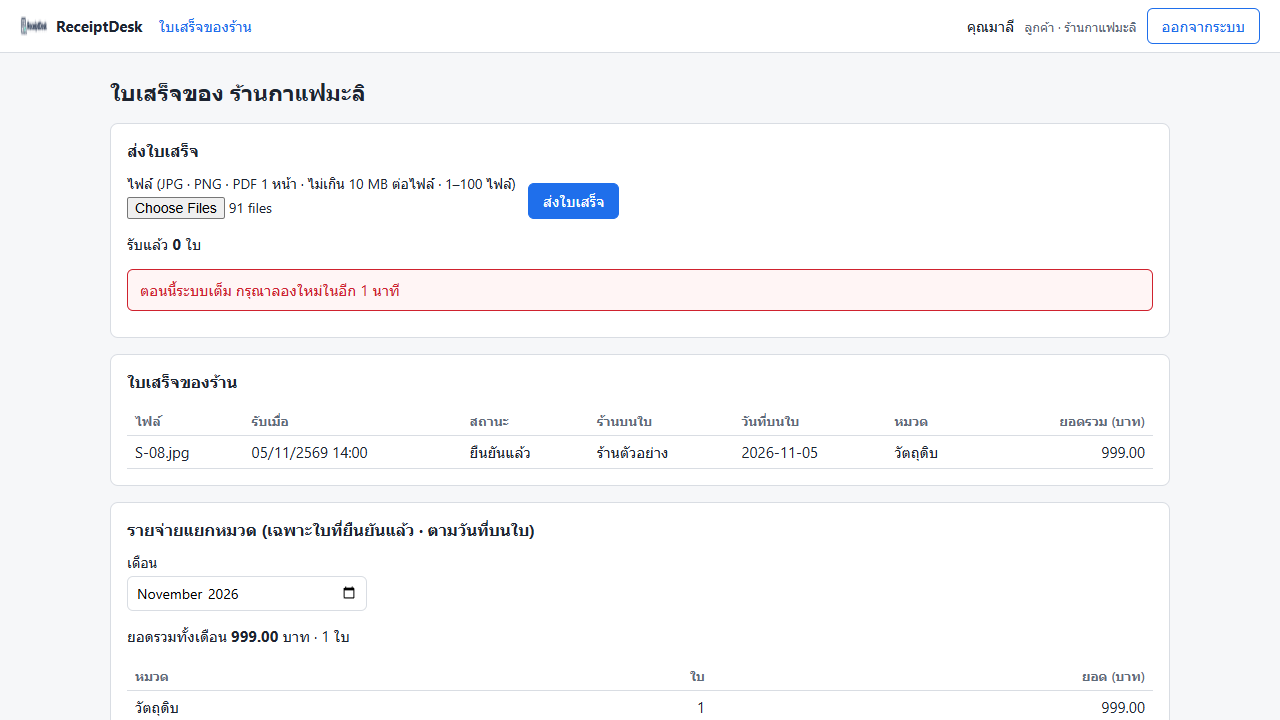 ReceiptDesk ใบเสร็จของร้าน คุณมาลี ลูกค้า · ร้านกาแฟมะลิ ออกจากระบบ
ใบเสร็จของ ร้านกาแฟมะลิ
ส่งใบเสร็จ
ไฟล์ (JPG · PNG · PDF 1 หน้า · ไม่เกิน 10 MB ต่อไฟล์ · 1–100 ไฟล์)
Choose Files 91 files ส่งใบเสร็จ
รับแล้ว 0 ใบ
ตอนนี้ระบบเต็ม กรุณาลองใหม่ในอีก 1 นาที
ใบเสร็จของร้าน
ไฟล์ รับเมื่อ สถานะ ร้านบนใบ วันที่บนใบ หมวด ยอดรวม (บาท)
S-08.jpg 05/11/2569 14:00 ยืนยันแล้ว ร้านตัวอย่าง 2026-11-05 วัตถุดิบ 999.00
รายจ่ายแยกหมวด (เฉพาะใบที่ยืนยันแล้ว · ตามวันที่บนใบ)
เดือน
November 2026
ยอดรวมทั้งเดือน 999.00 บาท · 1 ใบ
หมวด ใบ ยอด (บาท)
วัตถุดิบ 1 999.00